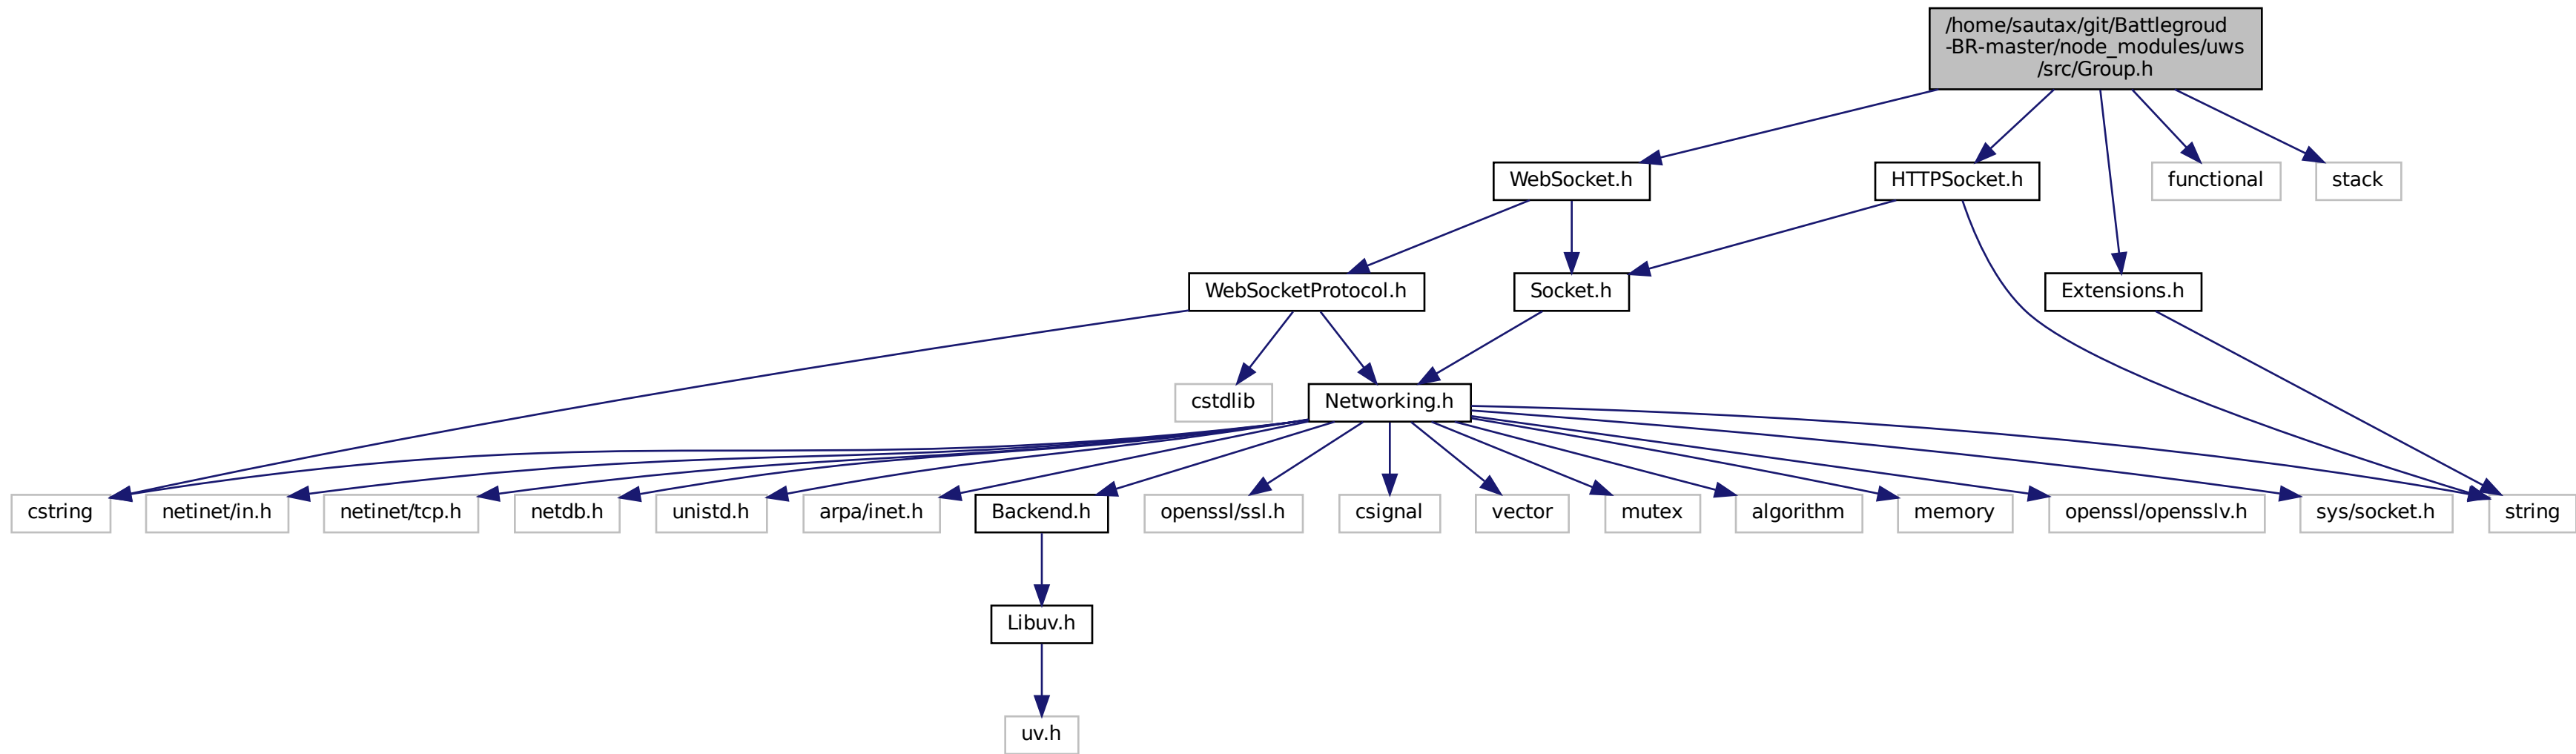 /home/sautax/git/Battlegroud
-BR-master/node_modules/uws
/src/Group.h
WebSocket.h
HTTPSocket.h
functional
stack
WebSocketProtocol.h
Socket.h
Extensions.h
cstdlib
Networking.h
cstring
netinet/in.h
netinet/tcp.h
netdb.h
unistd.h
arpa/inet.h
Backend.h
openssl/ssl.h
csignal
vector
mutex
algorithm
memory
openssl/opensslv.h
sys/socket.h
string
Libuv.h
uv.h